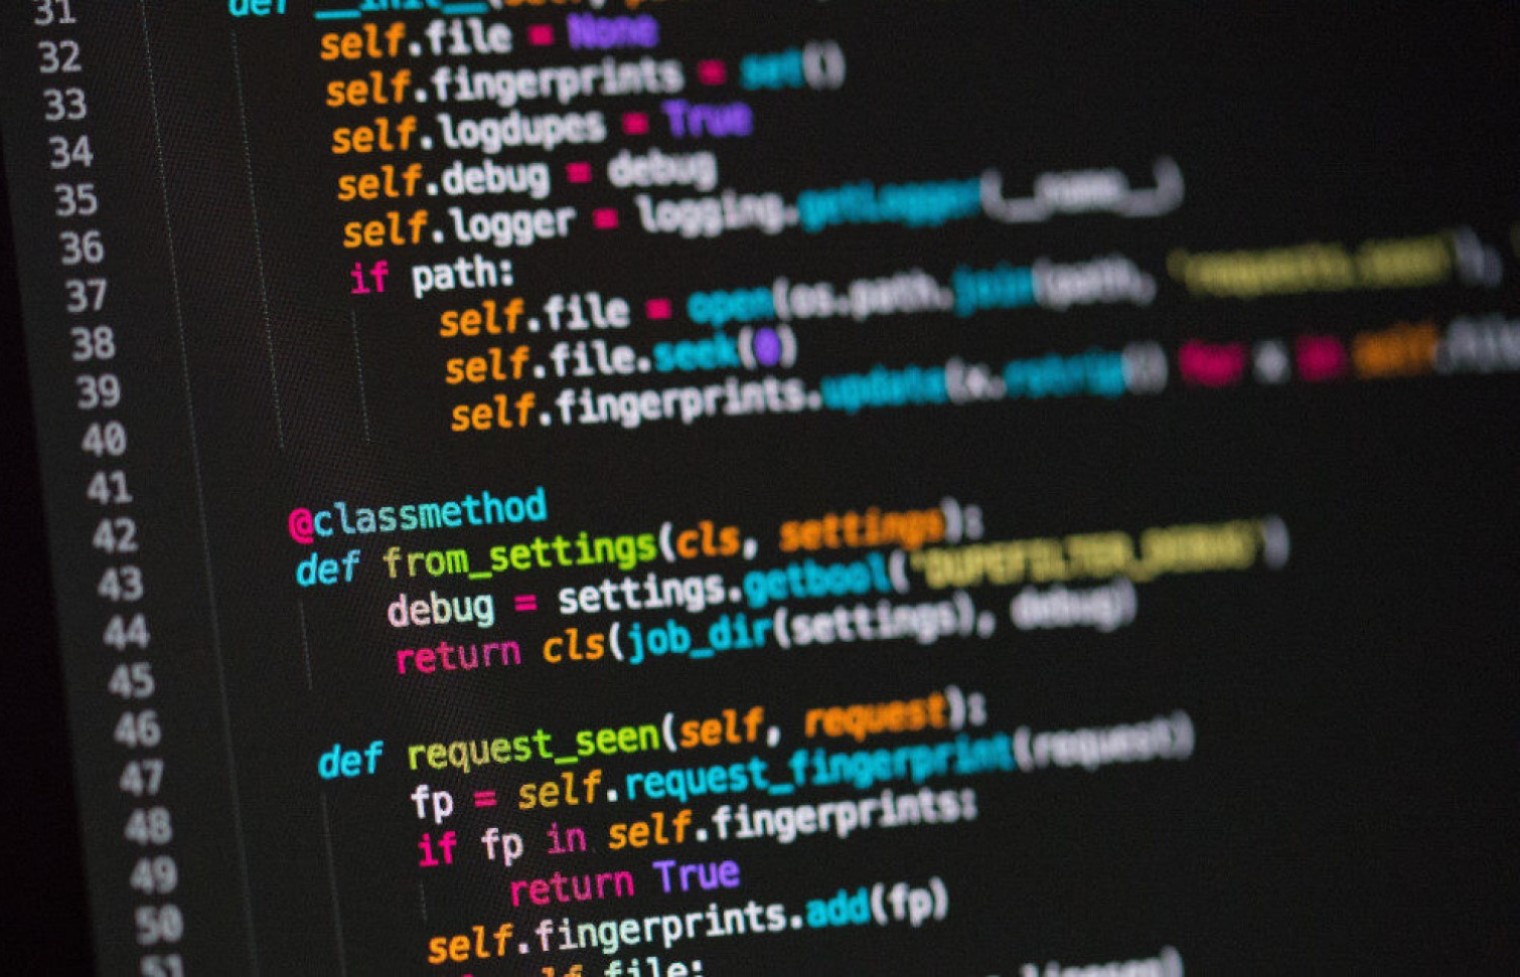 31 def __init__(self,
32 self.file = None
33 self.fingerprints = set()
34 self.logdupes = True
35 self.debug = debug
36 self.logger = logging.getLogger(__name__)
37 if path:
38 self.file = open(os.path.join(path, 'requests.seen'),
39 self.file.seek(0)
40 self.fingerprints.update(x.rstrip() for x in self.file
41
42 @classmethod
43 def from_settings(cls, settings):
44 debug = settings.getbool('DUPEFILTER_DEBUG')
45 return cls(job_dir(settings), debug)
46
47 def request_seen(self, request):
48 fp = self.request_fingerprint(request)
49 if fp in self.fingerprints:
50 return True
51 self.fingerprints.add(fp)
self.file: